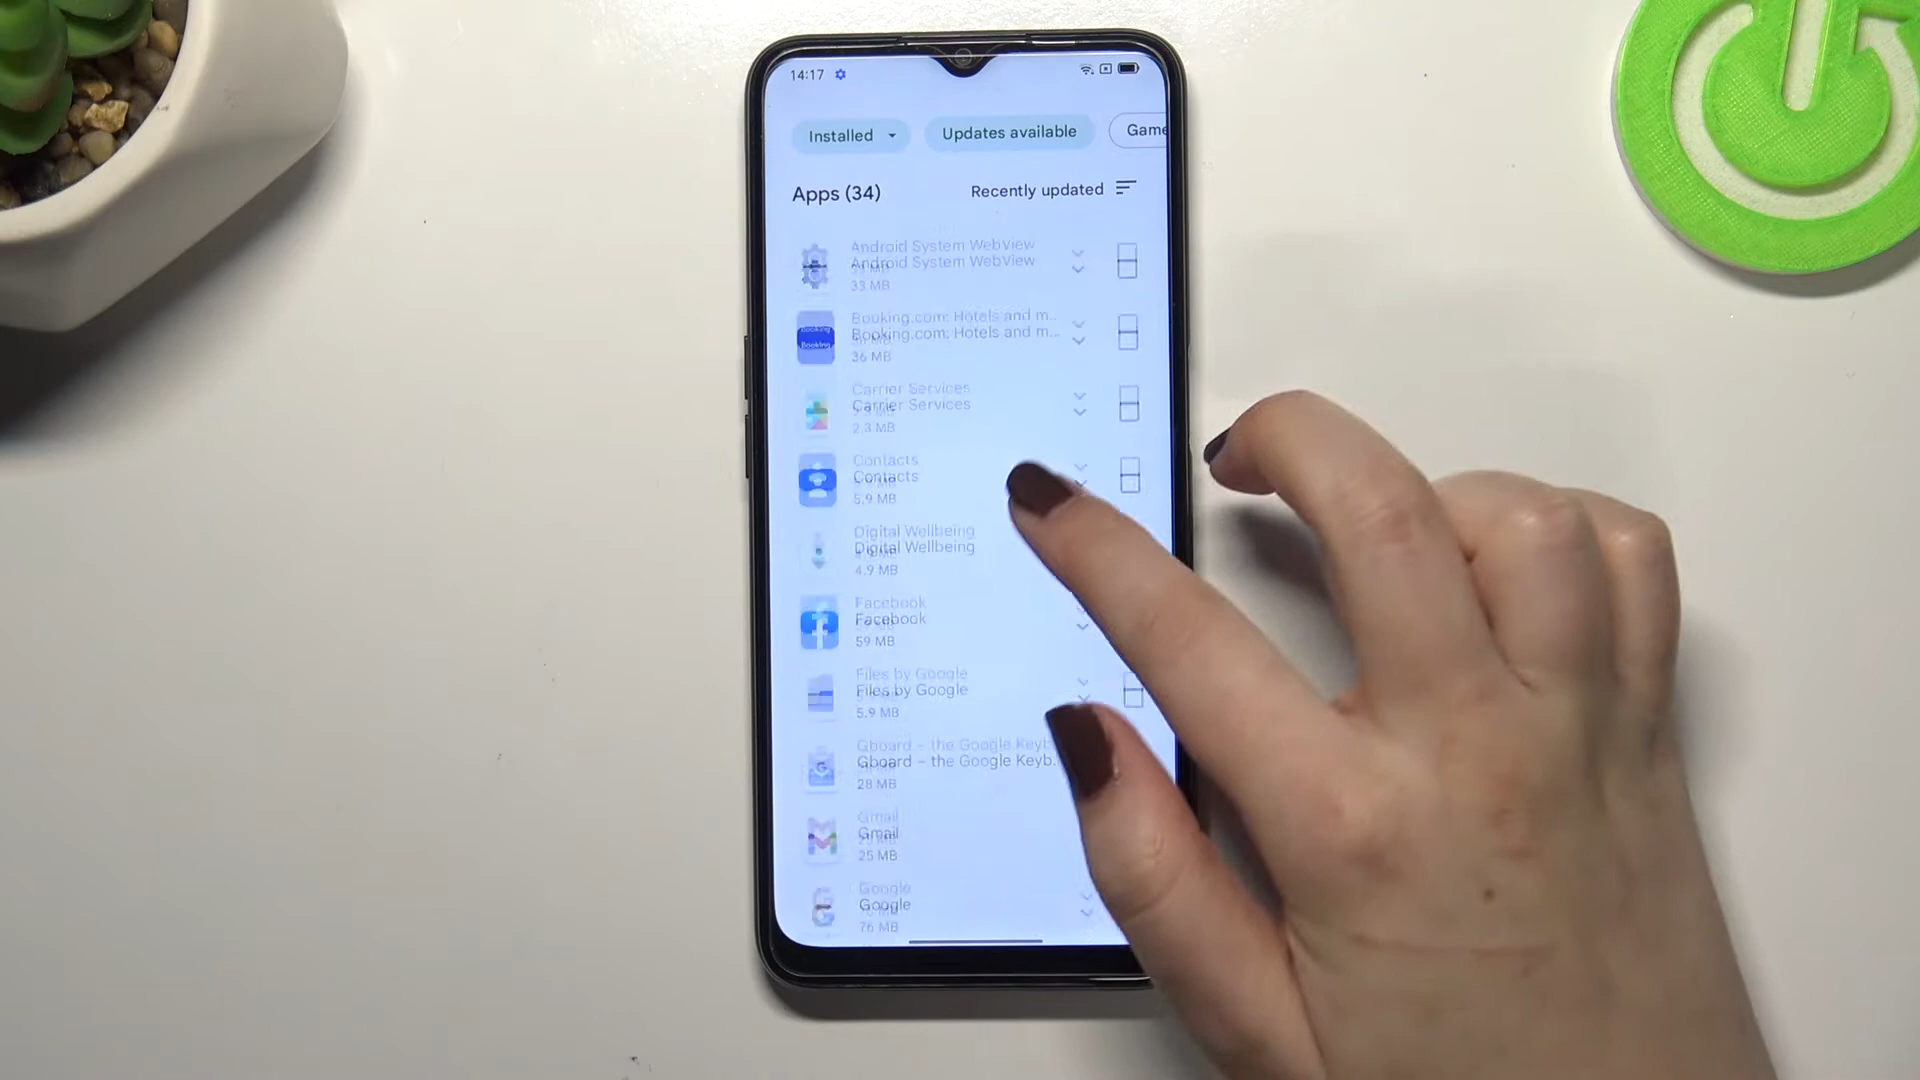 14:17
Installed Updates available Game
Apps (34) Recently updated
Android System WebView
33 MB
Booking.com: Hotels and m...
36 MB
Carrier Services
2.3 MB
Contacts
5.9 MB
Digital Wellbeing
4.9 MB
Facebook
59 MB
Files by Google
5.9 MB
Gboard – the Google Keyb...
28 MB
Gmail
25 MB
Google
76 MB